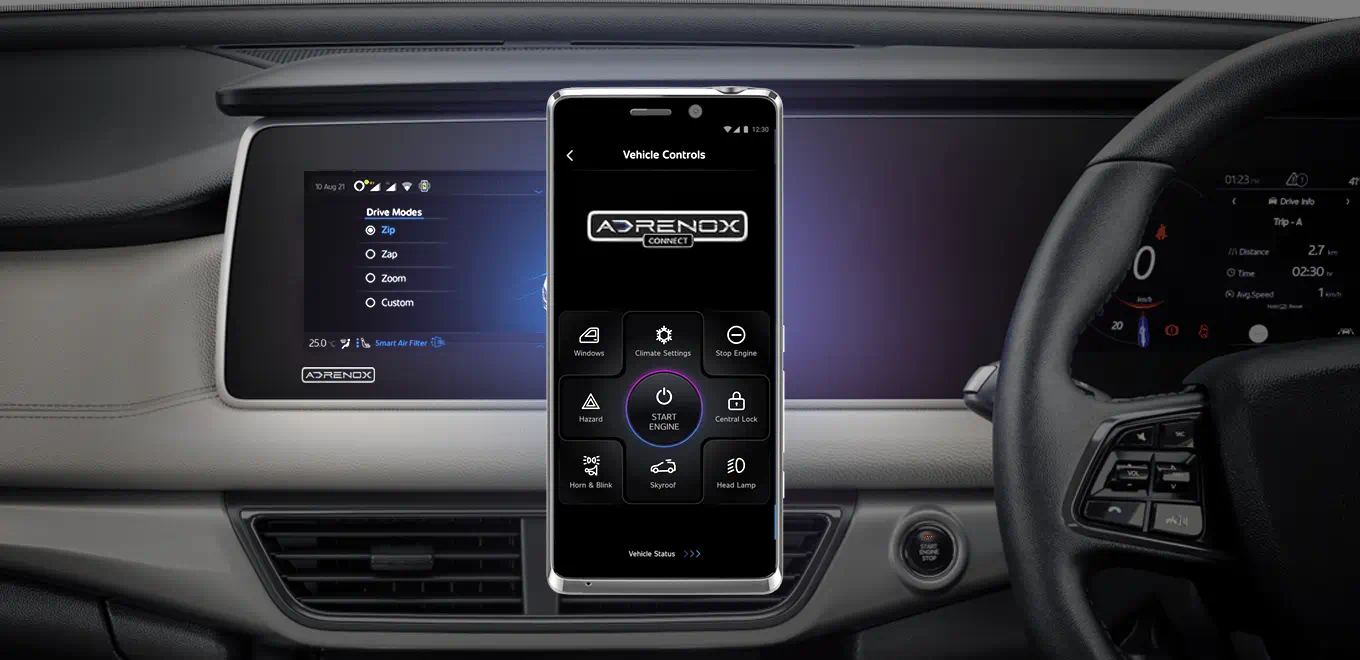 10 Aug 21
Drive Modes
Zip
Zap
Zoom
Custom
25.0 °C
Smart Air Filter
ADRENOX
12:30
Vehicle Controls
ADRENOX
CONNECT
Windows
Climate Settings
Stop Engine
Hazard
START
ENGINE
Central Lock
Horn & Blink
Skyroof
Head Lamp
Vehicle Status
START
ENGINE
STOP
VOL
01:23 PM
Drive Info
Trip - A
Distance
2.7 km
Time
02:30 hr
Avg.Speed
1 km/h
0
km/h
20